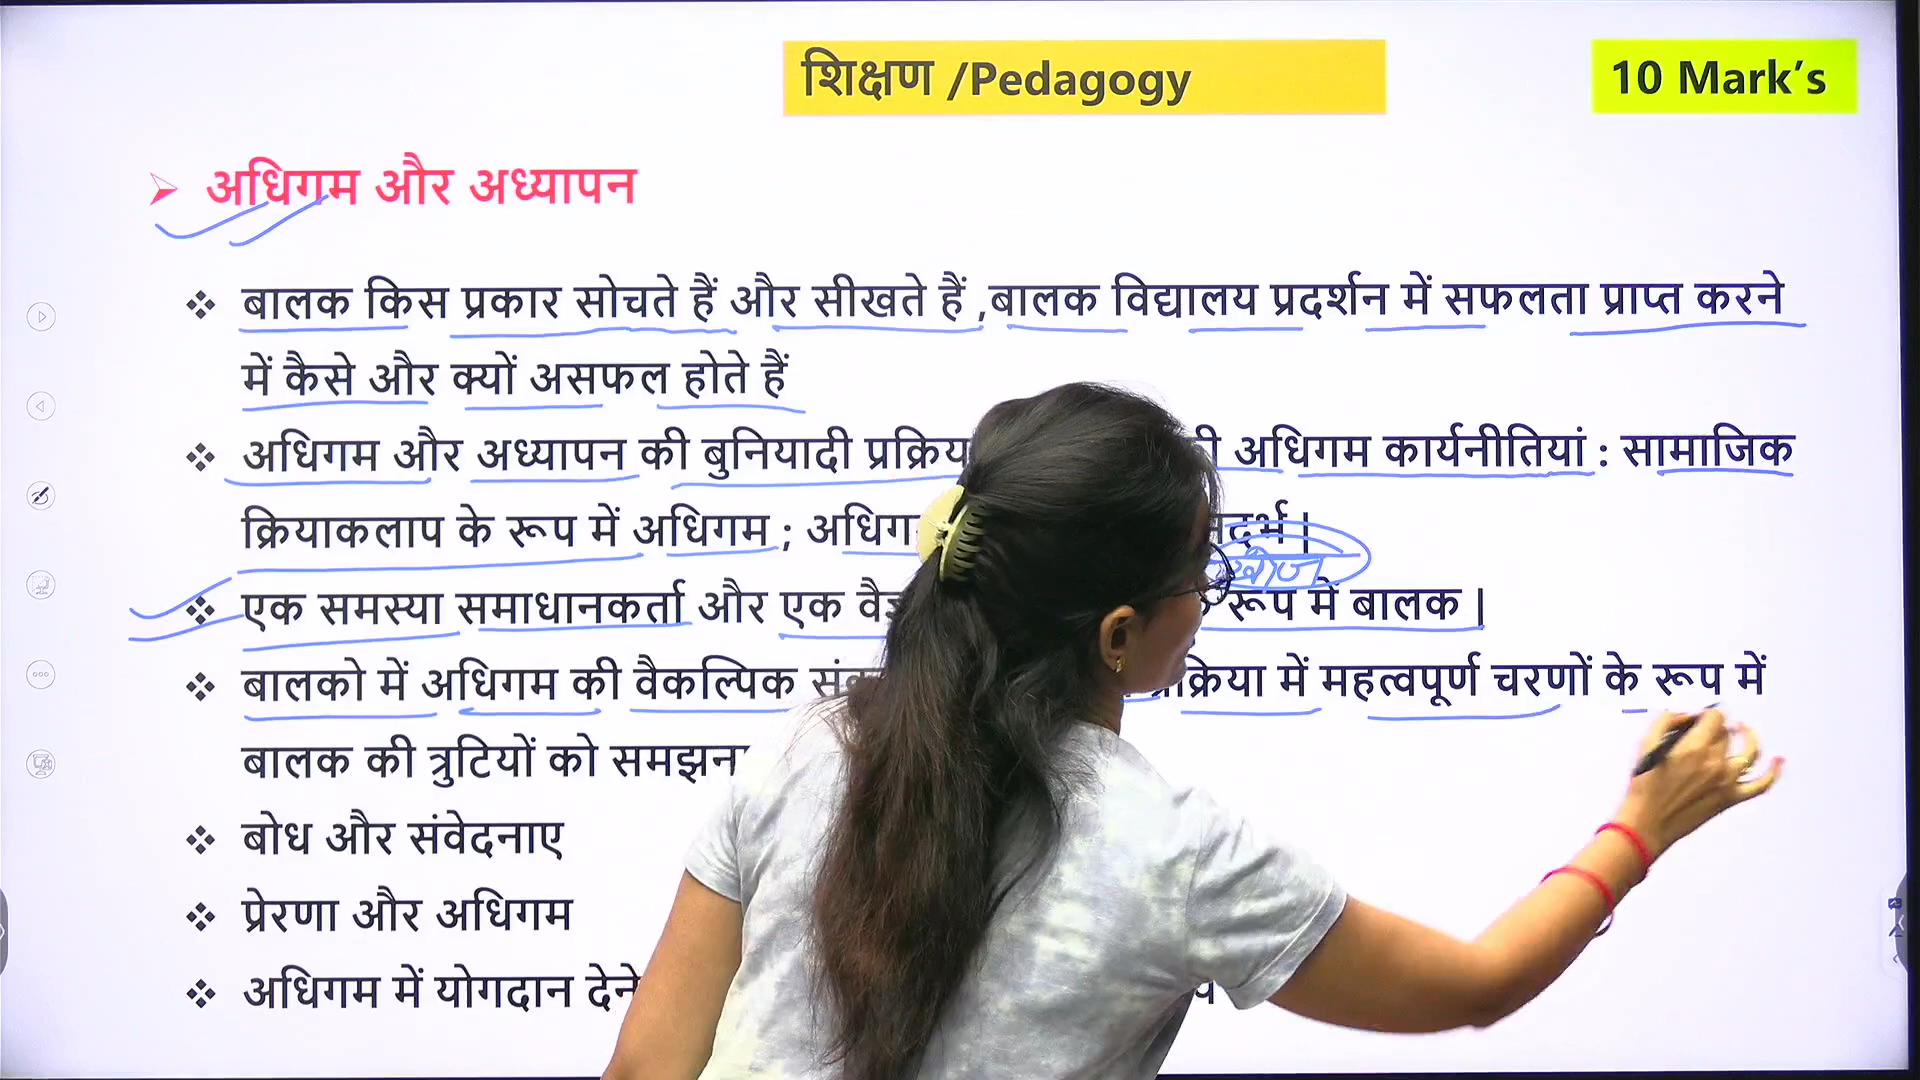 शिक्षण /Pedagogy
10 Mark’s
अधिगम और अध्यापन
बालक किस प्रकार सोचते हैं और सीखते हैं ,बालक विद्यालय प्रदर्शन में सफलता प्राप्त करने
में कैसे और क्यों असफल होते हैं
अधिगम और अध्यापन की बुनियादी अधिगम कार्यनीतियां : सामाजिक
क्रियाकलाप के रूप में अधिगम ;
खोज
एक समस्या समाधानकर्ता और एक रूप में बालक |
बालको में अधिगम की वैकल्पिक में महत्वपूर्ण चरणों के रूप में
बालक की त्रुटियों को
बोध और संवेदनाए
प्रेरणा और अधिगम
अधिगम में योगदान